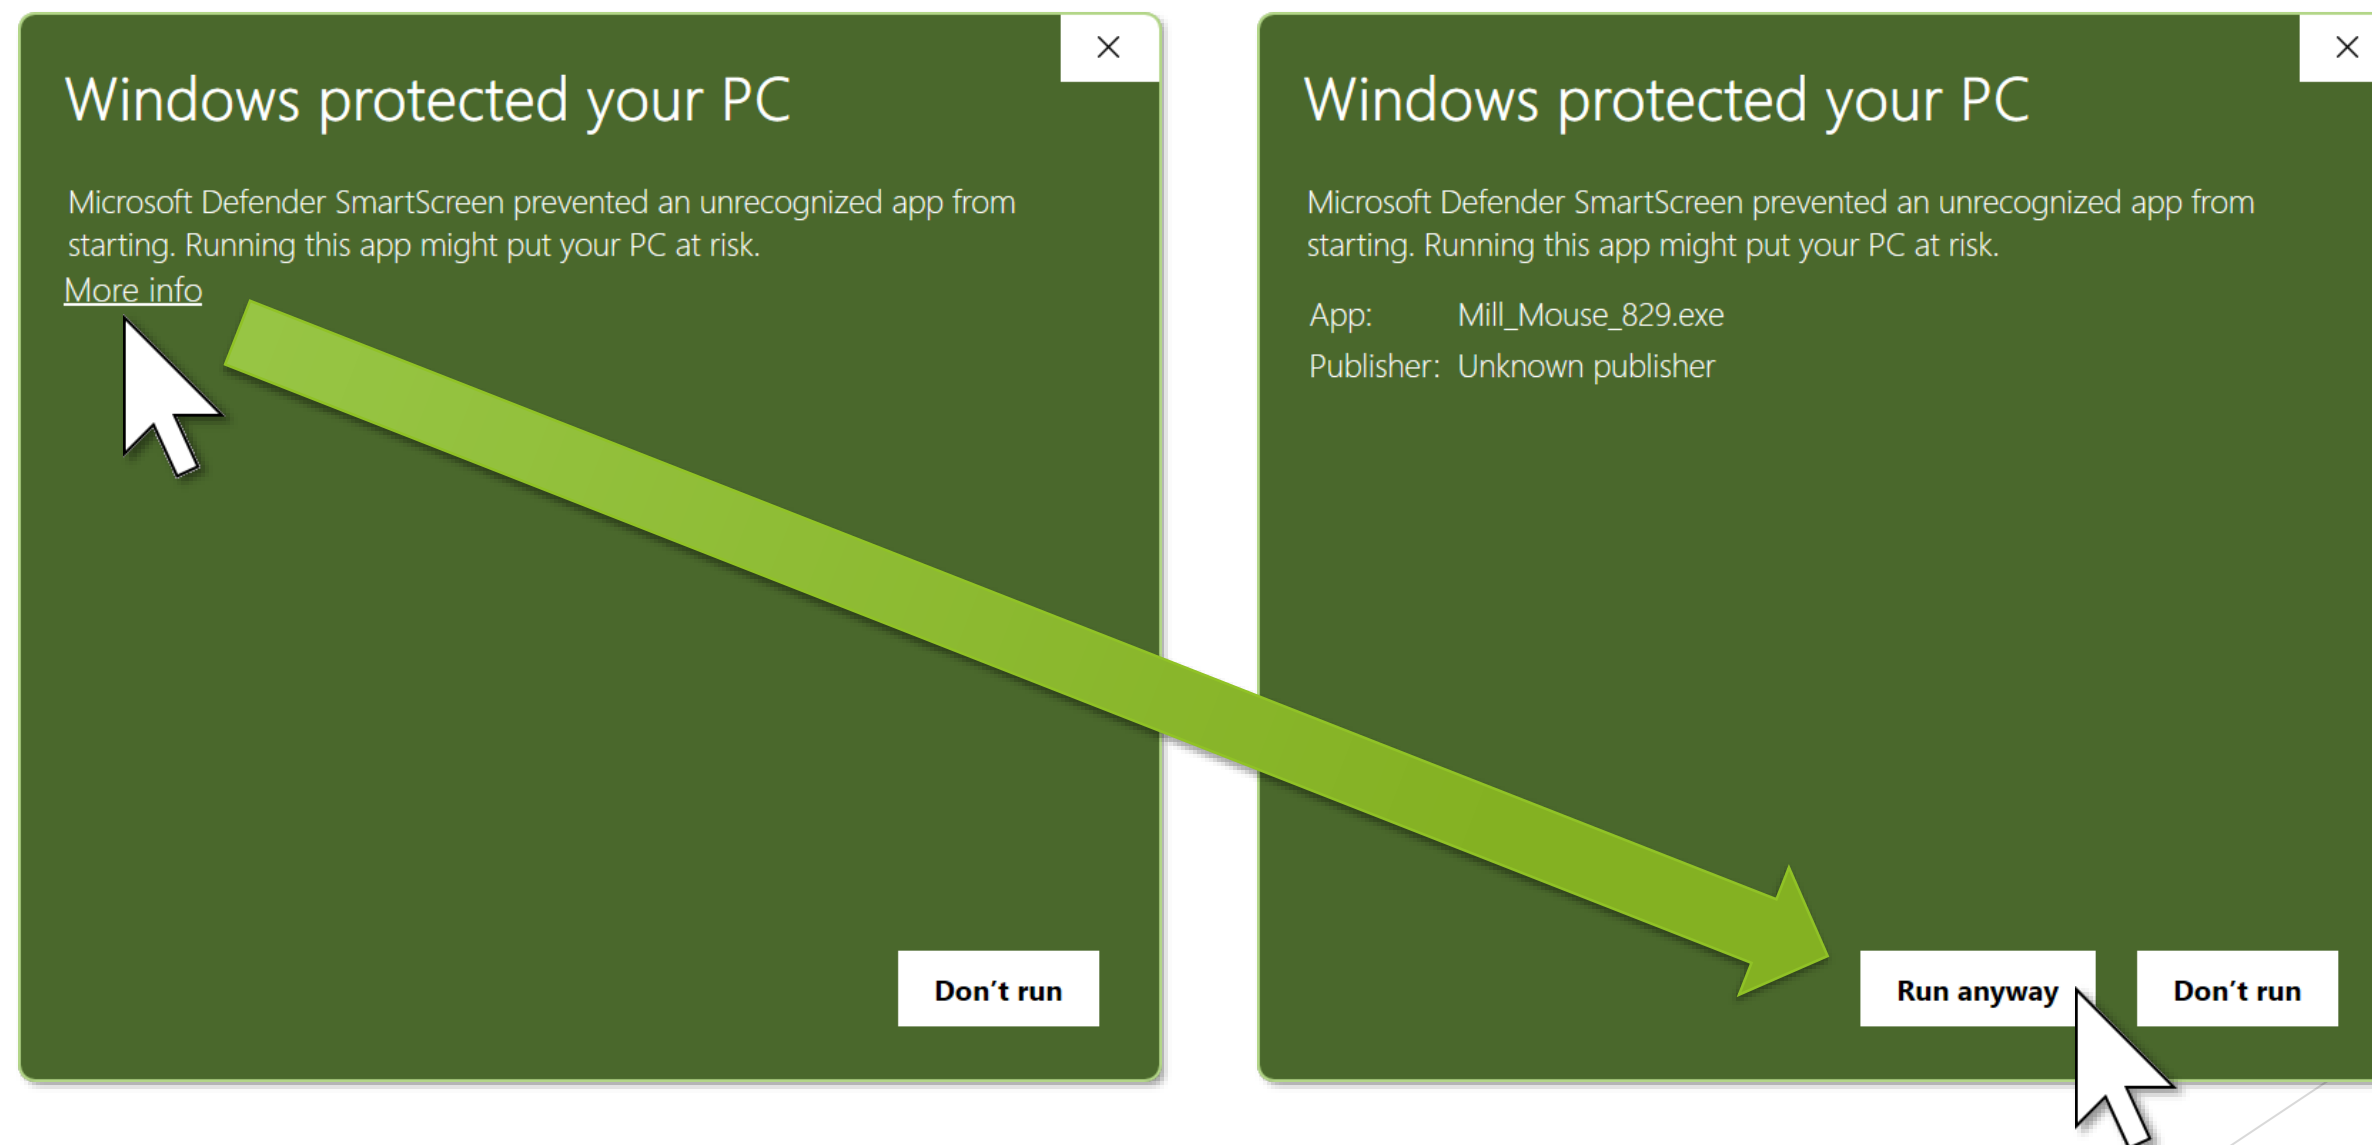 Windows protected your PC
Microsoft Defender SmartScreen prevented an unrecognized app from
starting. Running this app might put your PC at risk.
More info
Don't run
Windows protected your PC
Microsoft Defender SmartScreen prevented an unrecognized app from
starting. Running this app might put your PC at risk.
App: Mill_Mouse_829.exe
Publisher: Unknown publisher
Run anyway Don't run